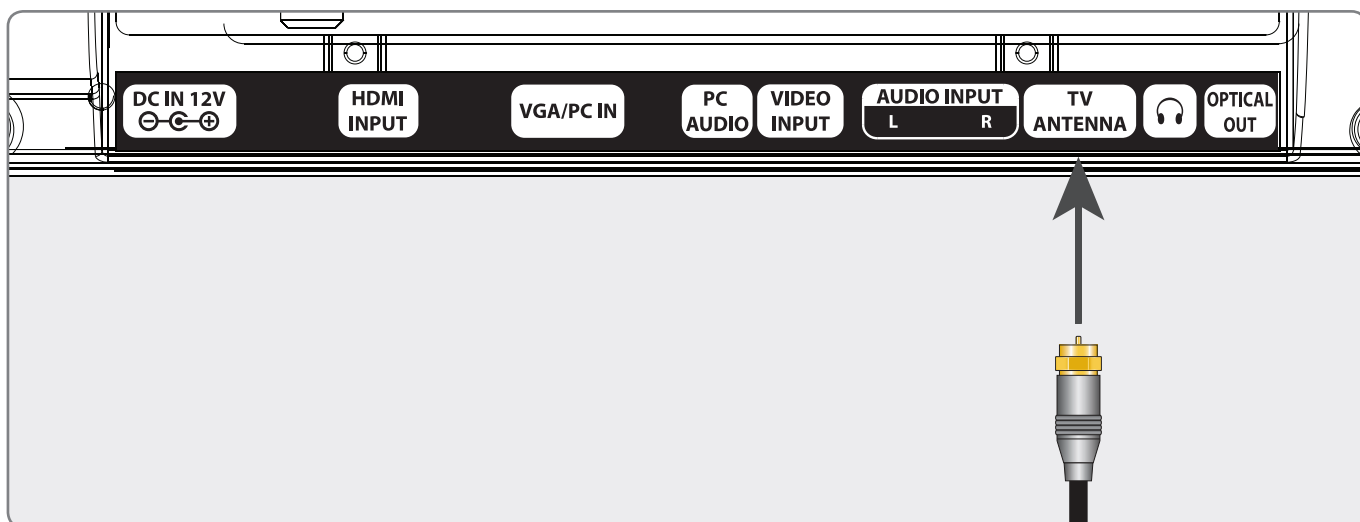 DC IN 12V
HDMI
INPUT
VGA/PC IN
PC
AUDIO
VIDEO
INPUT
AUDIO INPUT
L R
TV
ANTENNA
OPTICAL
OUT